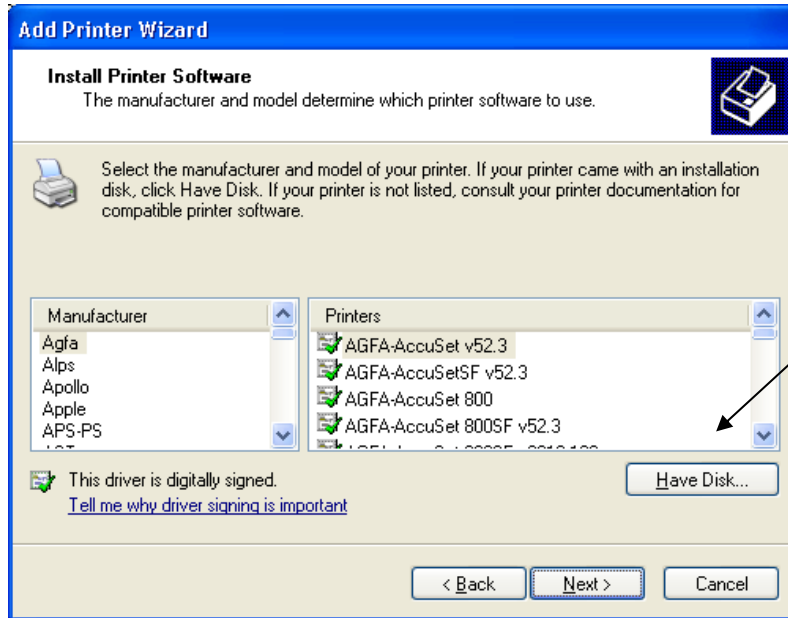 Add Printer Wizard
Install Printer Software
The manufacturer and model determine which printer software to use.
Select the manufacturer and model of your printer. If your printer came with an installation
disk, click Have Disk. If your printer is not listed, consult your printer documentation for
compatible printer software.
Manufacturer
Agfa
Alps
Apollo
Apple
APS-PS
Printers
AGFA-AccuSet v52.3
AGFA-AccuSetSF v52.3
AGFA-AccuSet 800
AGFA-AccuSet 800SF v52.3
This driver is digitally signed.
Tell me why driver signing is important
Have Disk...
< Back
Next >
Cancel